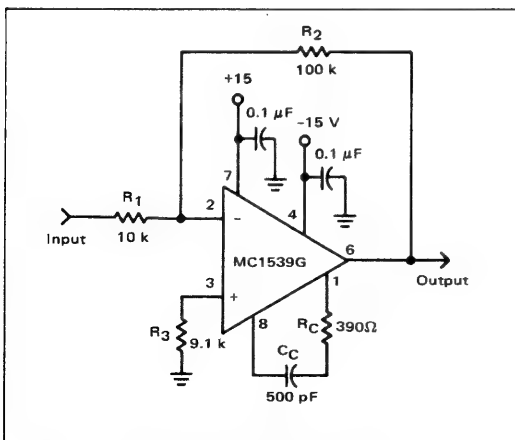 R2
100 k
+15
0.1 μF
-15 V
0.1 μF
7
4
R1
Input
10 k
2
-
MC1539G
6
Output
3
+
1
R3
9.1 k
8
RC
390Ω
CC
500 pF